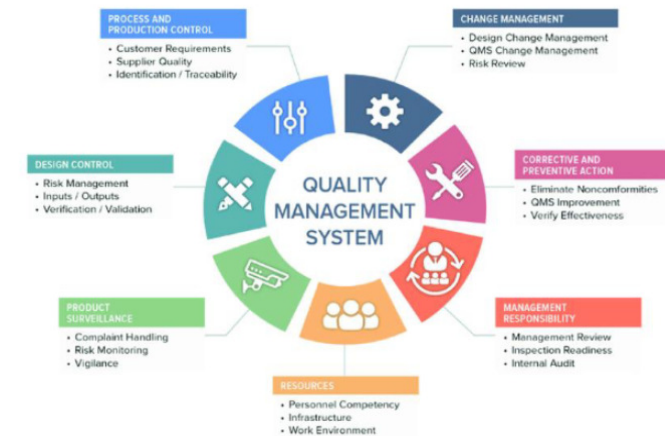 PROCESS AND
PRODUCTION CONTROL
• Customer Requirements
• Supplier Quality
• Identification / Traceability
CHANGE MANAGEMENT
• Design Change Management
• QMS Change Management
• Risk Review
DESIGN CONTROL
• Risk Management
• Inputs / Outputs
• Verification / Validation
QUALITY
MANAGEMENT
SYSTEM
CORRECTIVE AND
PREVENTIVE ACTION
• Eliminate Nonconformities
• QMS Improvement
• Verify Effectiveness
PRODUCT
SURVEILLANCE
• Complaint Handling
• Risk Monitoring
• Vigilance
MANAGEMENT
RESPONSIBILITY
• Management Review
• Inspection Readiness
• Internal Audit
RESOURCES
• Personnel Competency
• Infrastructure
• Work Environment